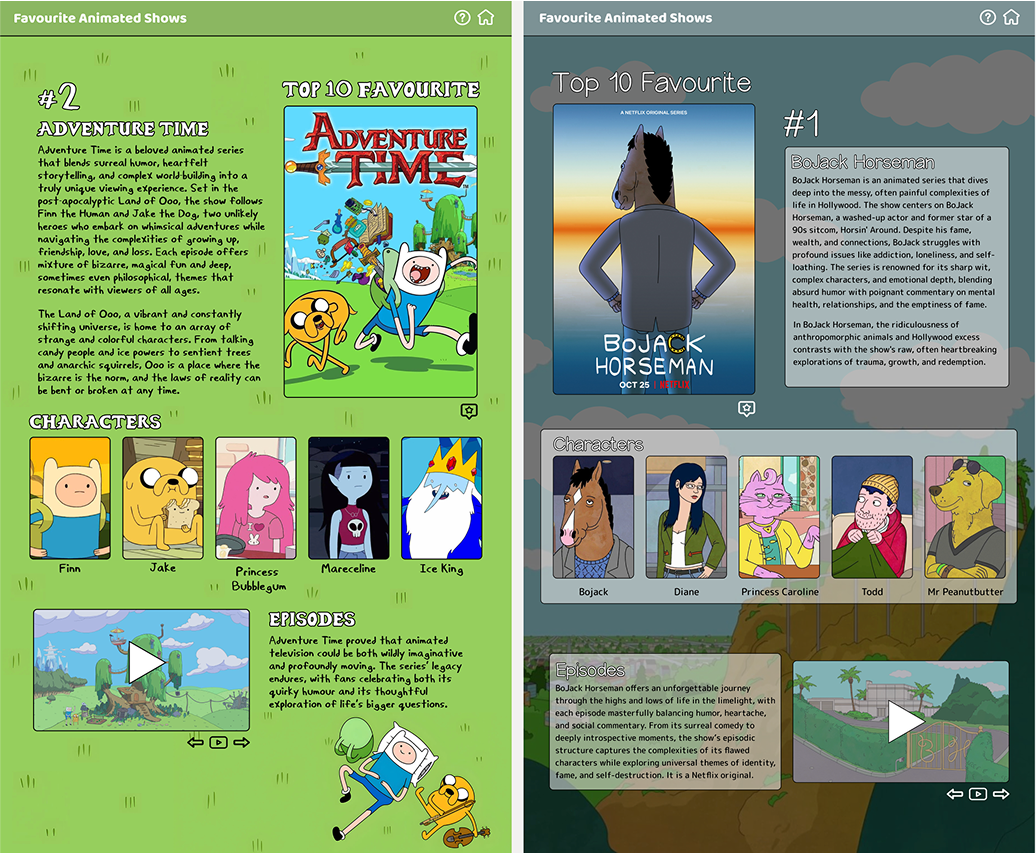 Favourite Animated Shows
#2
ADVENTURE TIME
Adventure Time is a beloved animated series
that blends surreal humor, heartfelt
storytelling, and complex world-building into a
truly unique viewing experience. Set in the
post-apocalyptic Land of Ooo, the show follows
Finn the Human and Jake the Dog, two unlikely
heroes who embark on whimsical adventures while
navigating the complexities of growing up,
friendship, love, and loss. Each episode offers
mixture of bizarre, magical fun and deep,
sometimes even philosophical, themes that
resonate with viewers of all ages.
The Land of Ooo, a vibrant and constantly
shifting universe, is home to an array of
strange and colorful characters. From talking
candy people and ice powers to sentient trees
and anarchic squirrels, Ooo is a place where the
bizarre is the norm, and the laws of reality can
be bent or broken at any time.
TOP 10 FAVOURITE
ADVENTURE
TIME
CHARACTERS
Finn
Jake
Princess
Bubblegum
Mareceline
Ice King
EPISODES
Adventure Time proved that animated
television could be both wildly imaginative
and profoundly moving. The series' legacy
endures, with fans celebrating both its
quirky humour and its thoughtful
exploration of life's bigger questions.
Favourite Animated Shows
Top 10 Favourite
A NETFLIX ORIGINAL SERIES
BoJACK
HORSEMAN
OCT 25 | NETFLIX
#1
BoJack Horseman
BoJack Horseman is an animated series that dives
deep into the messy, often painful complexities of
life in Hollywood. The show centers on BoJack
Horseman, a washed-up actor and former star of a
90s sitcom, Horsin' Around. Despite his fame,
wealth, and connections, BoJack struggles with
profound issues like addiction, loneliness, and self-
loathing. The series is renowned for its sharp wit,
complex characters, and emotional depth, blending
absurd humor with poignant commentary on mental
health, relationships, and the emptiness of fame.
In BoJack Horseman, the ridiculousness of
anthropomorphic animals and Hollywood excess
contrasts with the show's raw, often heartbreaking
explorations of trauma, growth, and redemption.
Characters
Bojack
Diane
Princess Caroline
Todd
Mr Peanutbutter
Episodes
BoJack Horseman offers an unforgettable journey
through the highs and lows of life in the limelight, with
each episode masterfully balancing humor, heartache,
and social commentary. From its surreal comedy to
deeply introspective moments, the show's episodic
structure captures the complexities of its flawed
characters while exploring universal themes of identity,
fame, and self-destruction. It is a Netflix original.